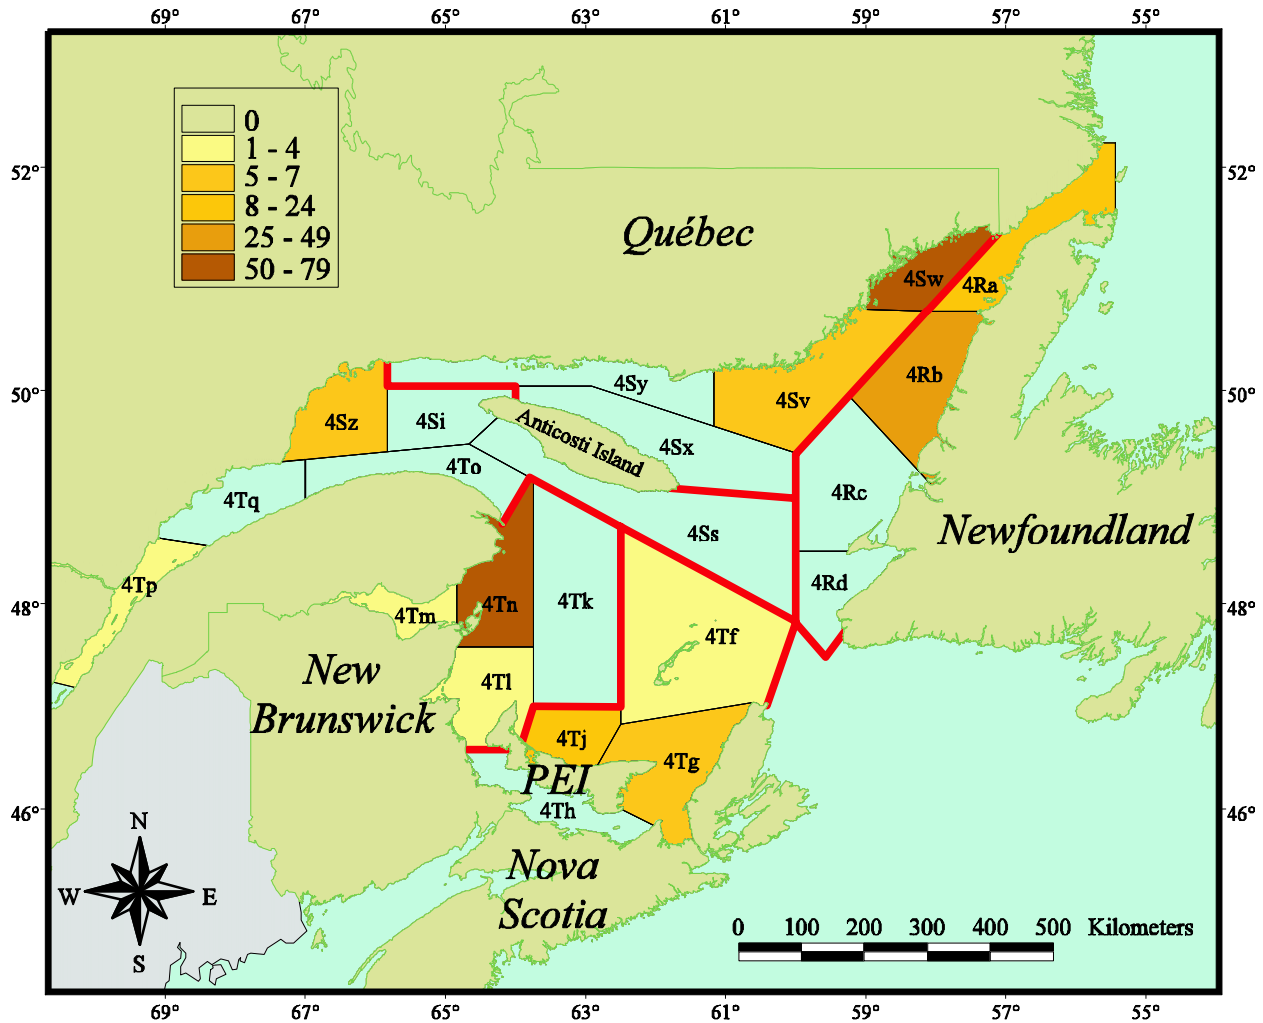 69° 67° 65° 63° 61° 59° 57° 55°
0
1 - 4
5 - 7
8 - 24
25 - 49
50 - 79
52° 52°
Québec
4Sw
4Ra
50° 50°
4Sy
4Rb
4Sv
4Sz
4Si
Anticosti Island
4Sx
4To
4Rc
4Tq
4Ss
Newfoundland
4Tp
4Rd
48° 48°
4Tm
4Tn
4Tk
4Tf
New
Brunswick
4Tl
4Tj
4Tg
PEI
4Th
46° 46°
Nova
Scotia
N
W E
S
0 100 200 300 400 500 Kilometers
69° 67° 65° 63° 61° 59° 57° 55°